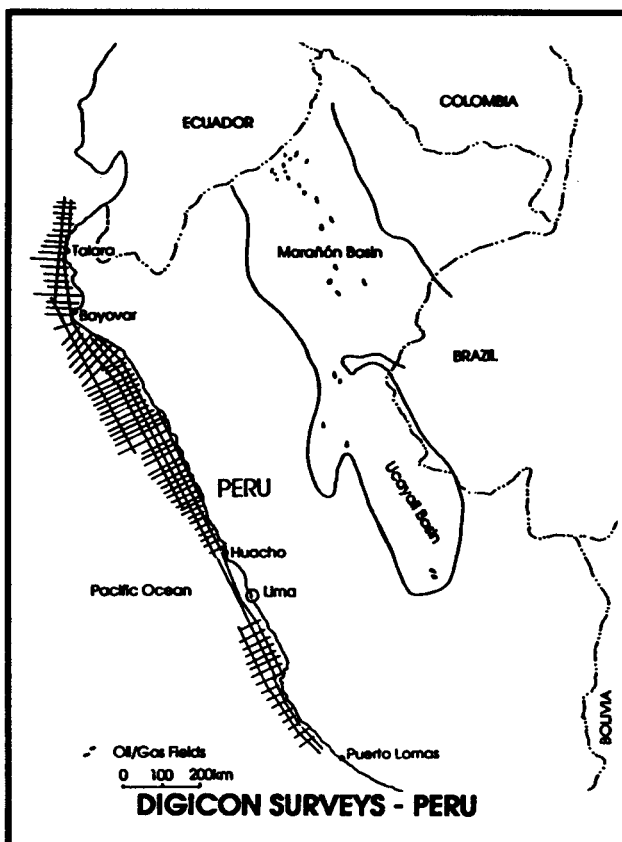 COLOMBIA
ECUADOR
Talara
Marañón Basin
Bayovar
BRAZIL
PERU
Ucayali Basin
Huacho
Pacific Ocean
Lima
BOLIVIA
Oil/Gas Fields
Puerto Lomas
0 100 200km
DIGICON SURVEYS - PERU